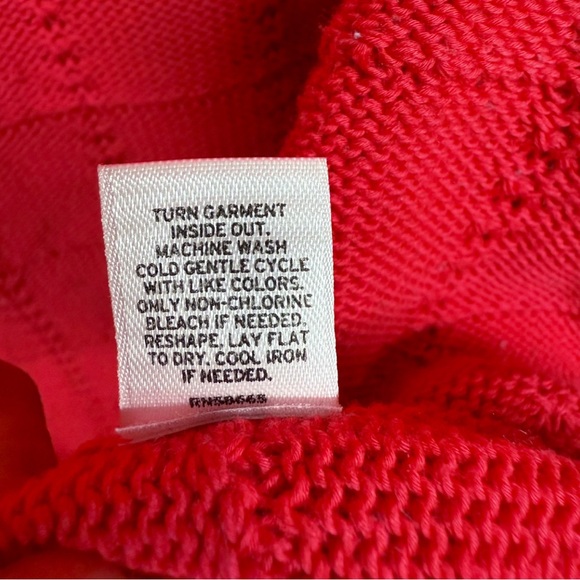 TURN GARMENT
INSIDE OUT.
MACHINE WASH
COLD GENTLE CYCLE
WITH LIKE COLORS.
ONLY NON-CHLORINE
BLEACH IF NEEDED.
RESHAPE, LAY FLAT
TO DRY. COOL IRON
IF NEEDED.